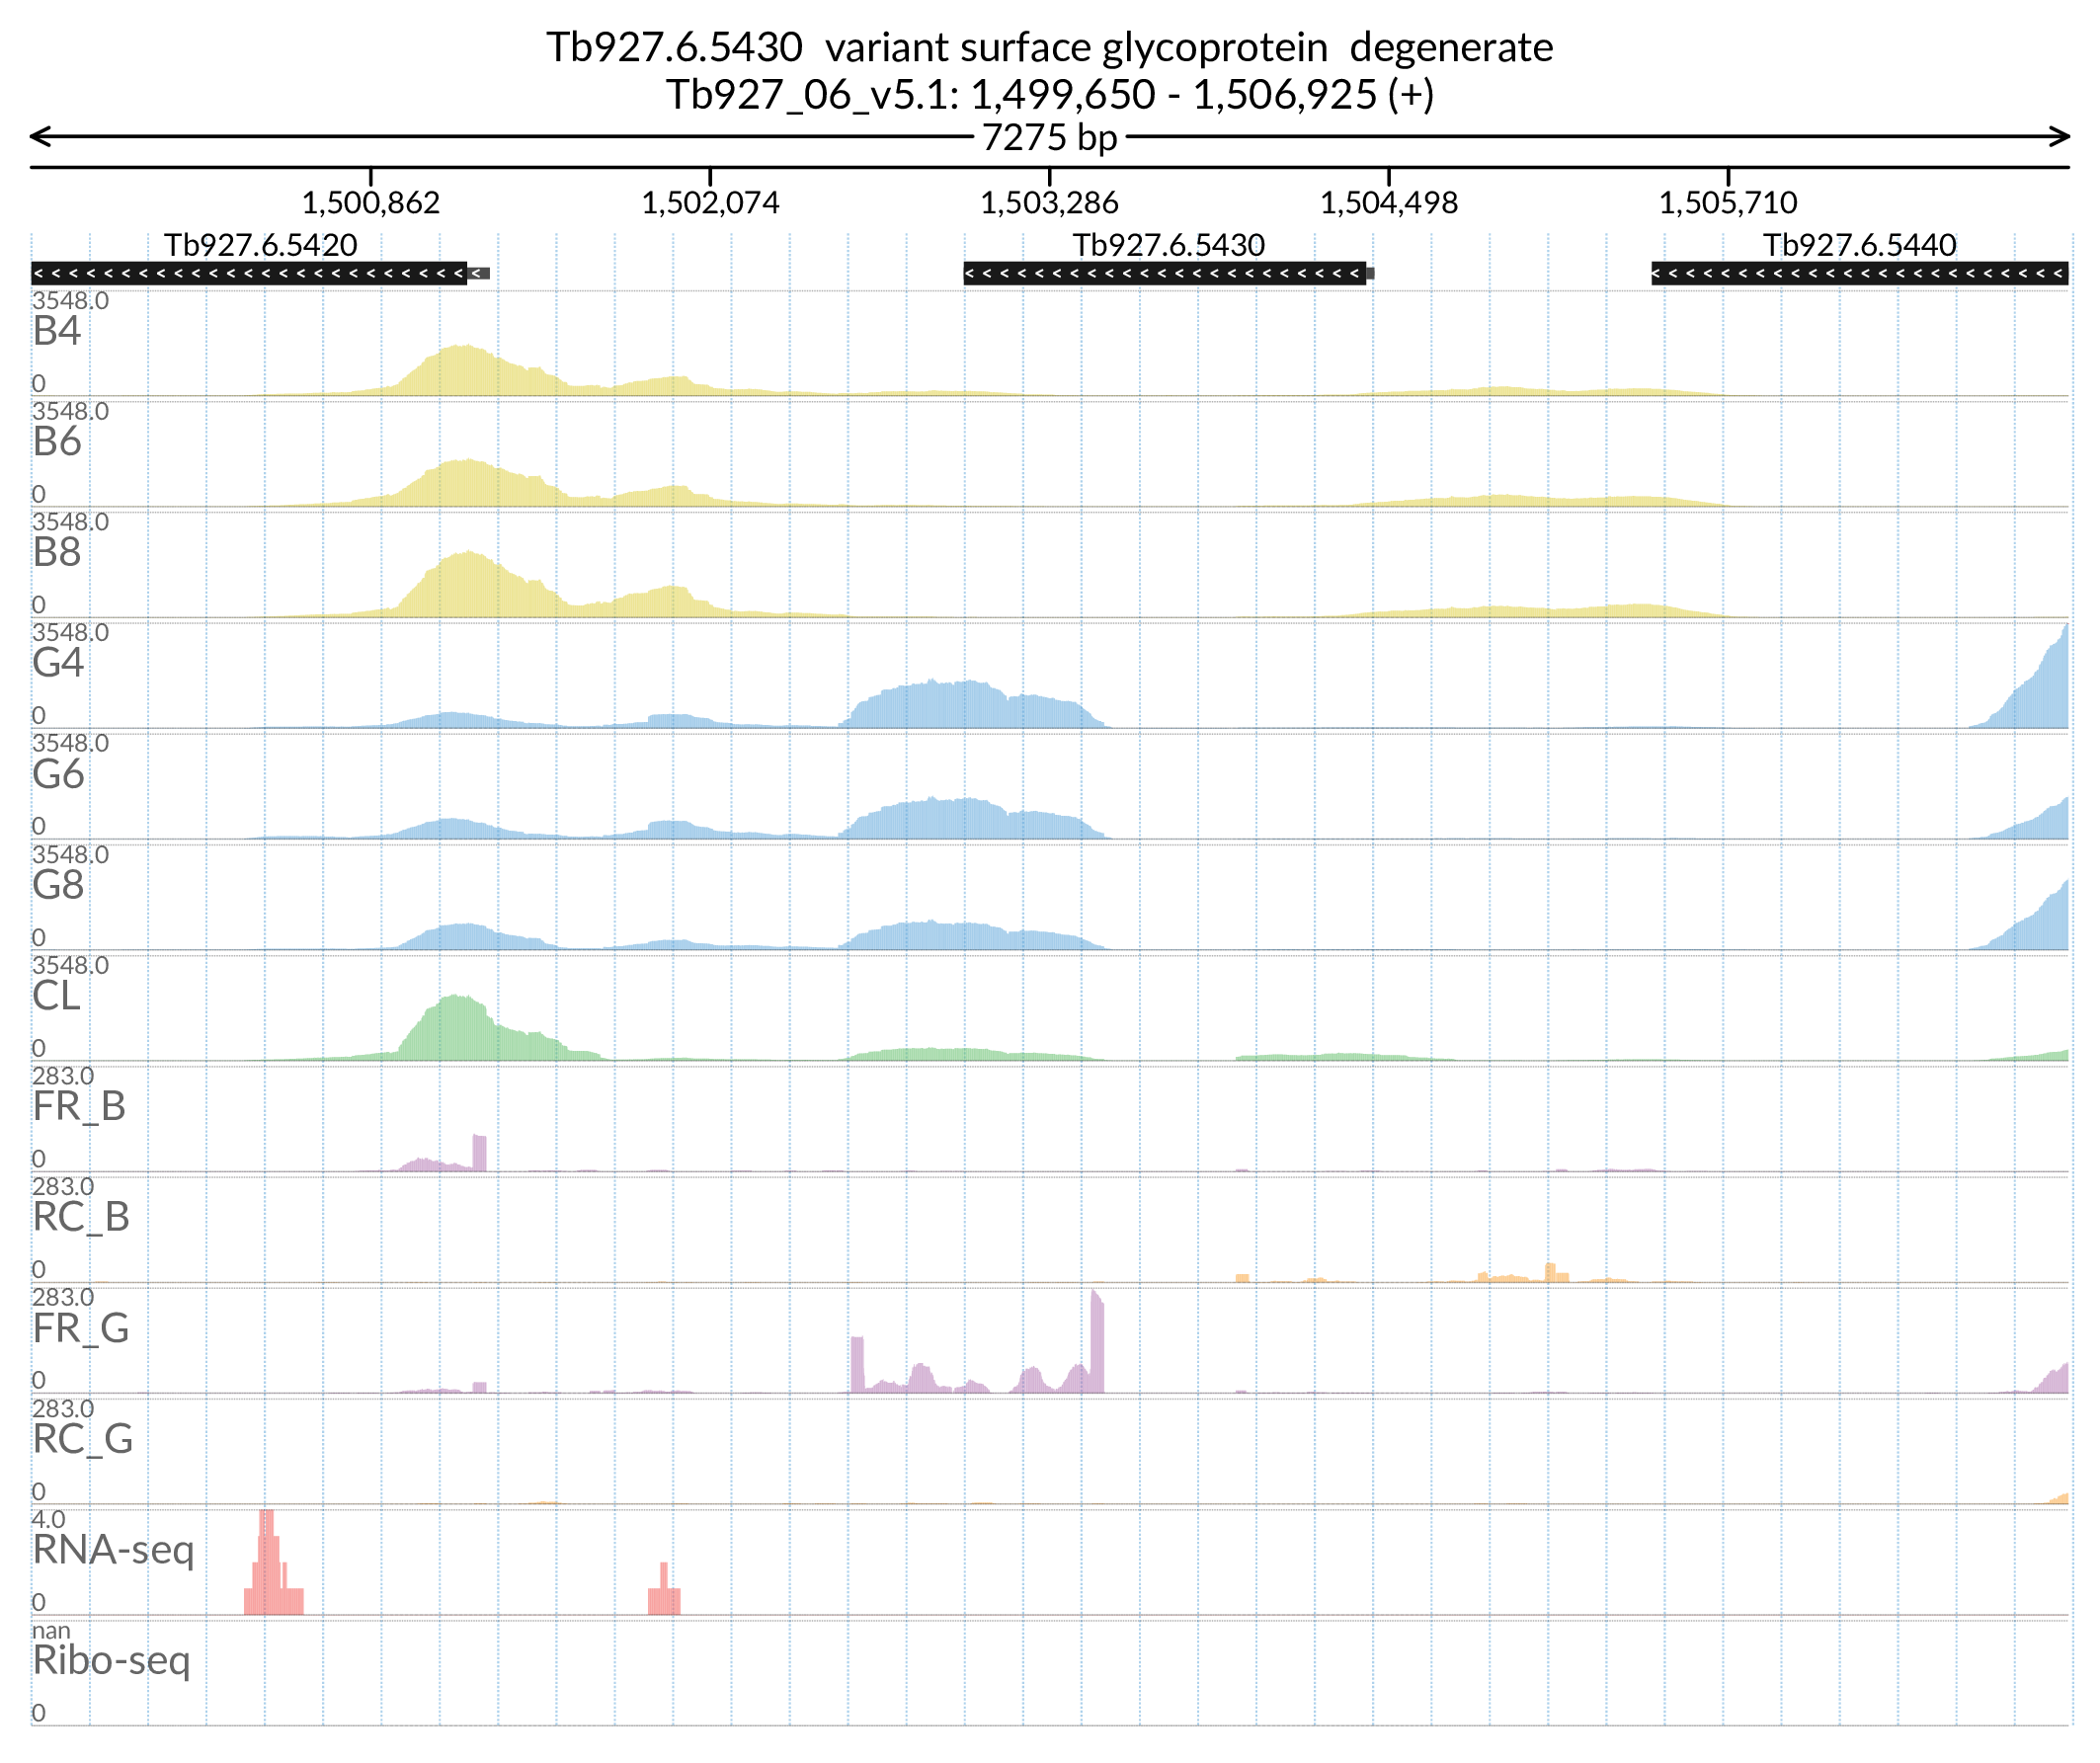 Tb927.6.5430  variant surface glycoprotein  degenerate
Tb927_06_v5.1: 1,499,650 - 1,506,925 (+)
7275 bp
1,500,862 1,502,074 1,503,286 1,504,498 1,505,710
Tb927.6.5420 Tb927.6.5430 Tb927.6.5440
3548.0
B4
0
3548.0
B6
0
3548.0
B8
0
3548.0
G4
0
3548.0
G6
0
3548.0
G8
0
3548.0
CL
0
283.0
FR_B
0
283.0
RC_B
0
283.0
FR_G
0
283.0
RC_G
0
4.0
RNA-seq
0
nan
Ribo-seq
0